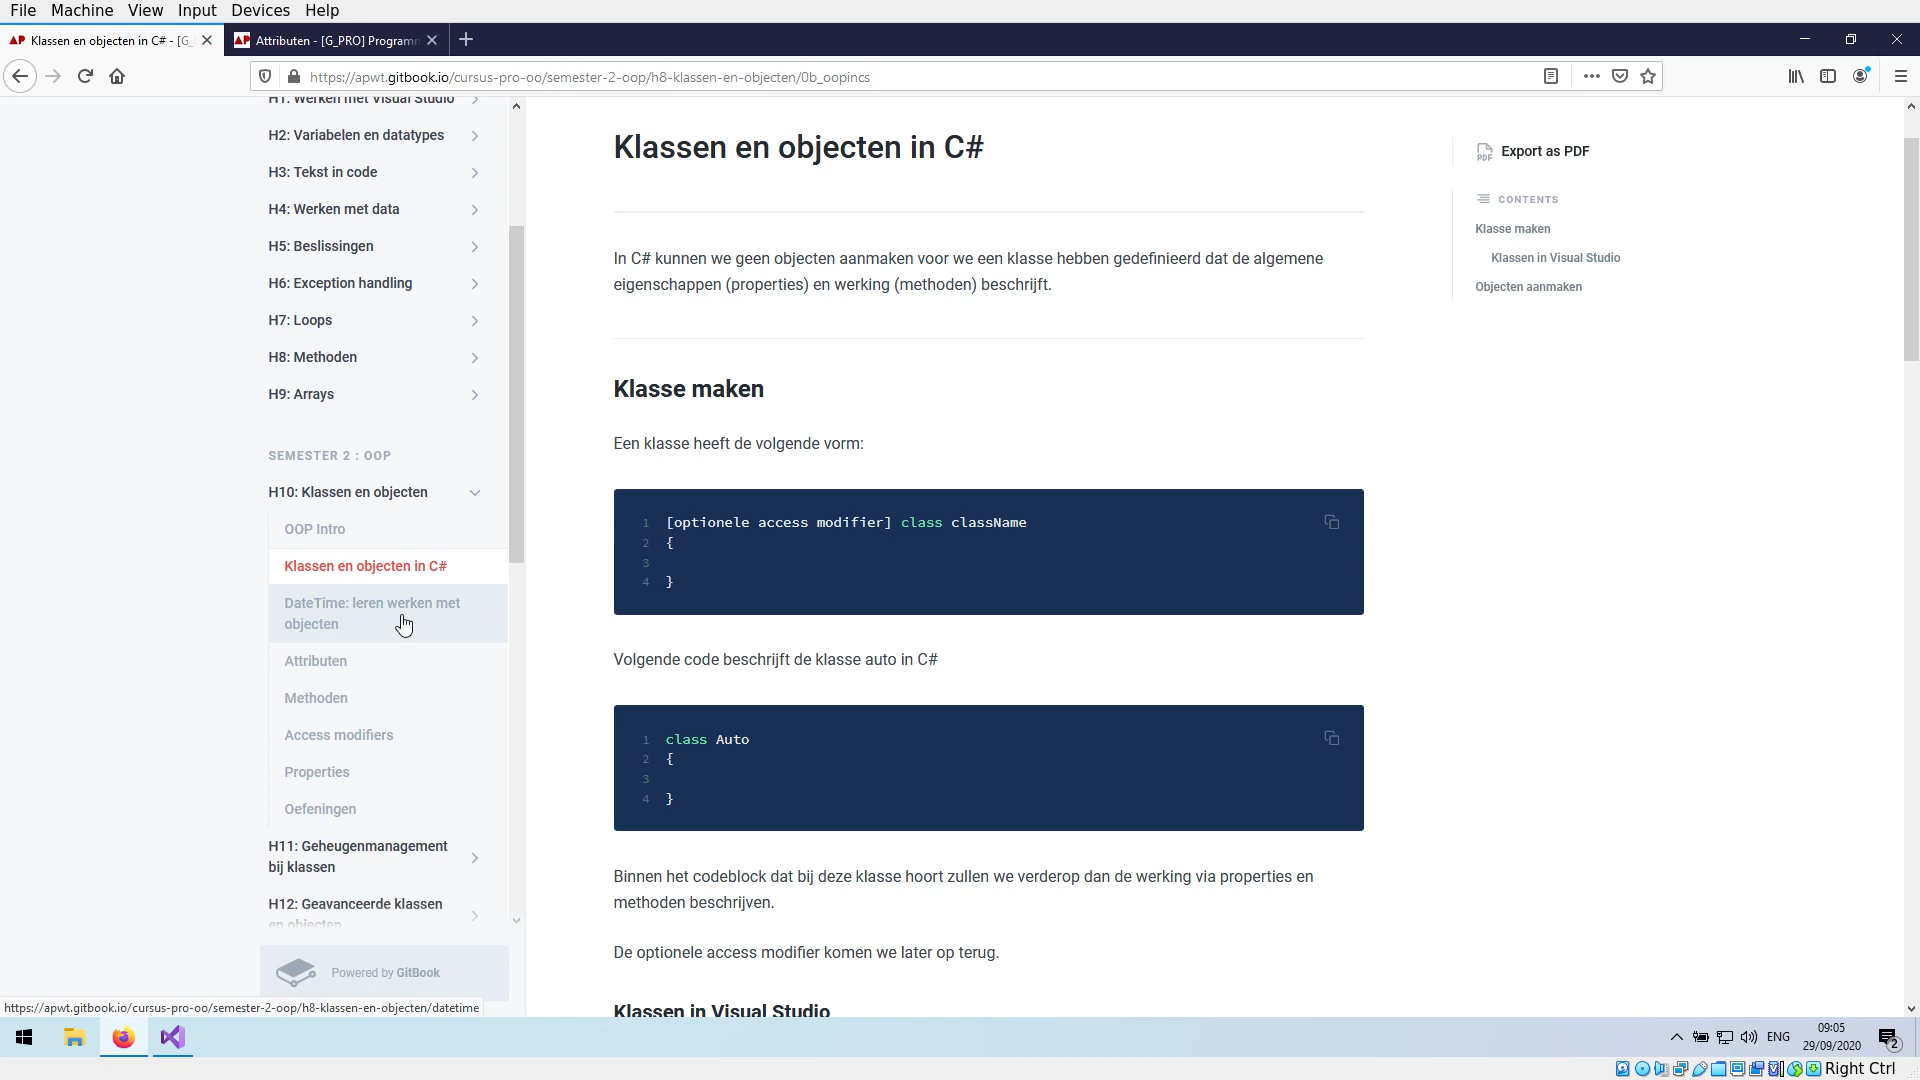 File Machine View Input Devices Help
Klassen en objecten in C# - [G_
Attributen - [G_PRO] Program
https://apwt.gitbook.io/cursus-pro-oo/semester-2-oop/h8-klassen-en-objecten/0b_oopincs
H1: Werken met Visual Studio
H2: Variabelen en datatypes
H3: Tekst in code
H4: Werken met data
H5: Beslissingen
H6: Exception handling
H7: Loops
H8: Methoden
H9: Arrays
SEMESTER 2 : OOP
H10: Klassen en objecten
OOP Intro
Klassen en objecten in C#
DateTime: leren werken met
objecten
Attributen
Methoden
Access modifiers
Properties
Oefeningen
H11: Geheugenmanagement
bij klassen
H12: Geavanceerde klassen
en objecten
Powered by GitBook
https://apwt.gitbook.io/cursus-pro-oo/semester-2-oop/h8-klassen-en-objecten/datetime
Klassen en objecten in C#
In C# kunnen we geen objecten aanmaken voor we een klasse hebben gedefinieerd dat de algemene
eigenschappen (properties) en werking (methoden) beschrijft.
Klasse maken
Een klasse heeft de volgende vorm:
1 [optionele access modifier] class className
2 {
3
4 }
Volgende code beschrijft de klasse auto in C#
1 class Auto
2 {
3
4 }
Binnen het codeblock dat bij deze klasse hoort zullen we verderop dan de werking via properties en
methoden beschrijven.
De optionele access modifier komen we later op terug.
Klassen in Visual Studio
PDF Export as PDF
CONTENTS
Klasse maken
Klassen in Visual Studio
Objecten aanmaken
ENG
09:05
29/09/2020
2
Right Ctrl